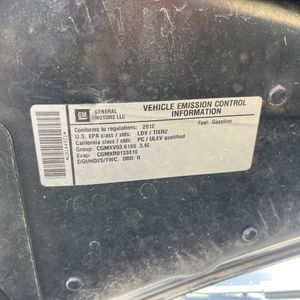 GM
GENERAL MOTORS LLC
VEHICLE EMISSION CONTROL INFORMATION
Conforms to regulations: 2012 Fuel: Gasoline
U.S. EPA class / stds: LDV / TIER2
California class / stds: PC / ULEV qualified
Group: CGMXV03.6165 3.6L
Evap: CGMXR0133810
DGI/HO2S/TWC, OBD: II